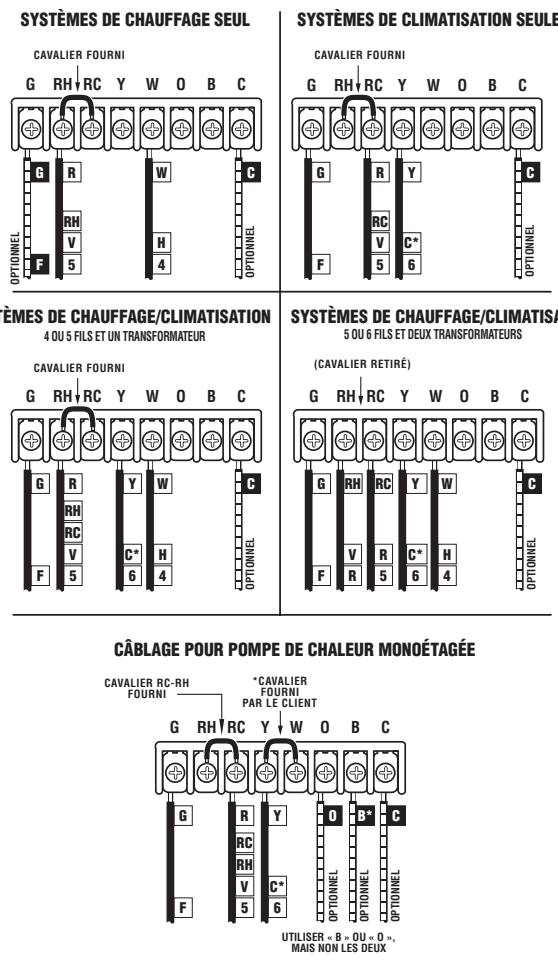 SYSTÈMES DE CHAUFFAGE SEUL
CAVALIER FOURNI
G RH RC Y W O B C
G R W C
RH
V H
F 5 4
OPTIONNEL OPTIONNEL
SYSTÈMES DE CLIMATISATION SEULE
CAVALIER FOURNI
G RH RC Y W O B C
G R Y C
RC
V C*
F 5 6
OPTIONNEL
TÈMES DE CHAUFFAGE/CLIMATISATION
4 OU 5 FILS ET UN TRANSFORMATEUR
CAVALIER FOURNI
G RH RC Y W O B C
G R Y W C
RH
RC
V C* H
F 5 6 4
OPTIONNEL
SYSTÈMES DE CHAUFFAGE/CLIMATISA
5 OU 6 FILS ET DEUX TRANSFORMATEURS
(CAVALIER RETIRÉ)
G RH RC Y W O B C
G RH RC Y W C
V R C* H
F R 5 6 4
OPTIONNEL
CÂBLAGE POUR POMPE DE CHALEUR MONOÉTAGÉE
CAVALIER RC-RH
FOURNI
*CAVALIER
FOURNI
PAR LE CLIENT
G RH RC Y W O B C
G R Y O B* C
RC
RH
V C*
F 5 6
OPTIONNEL OPTIONNEL OPTIONNEL
UTILISER « B » OU « O »,
MAIS NON LES DEUX